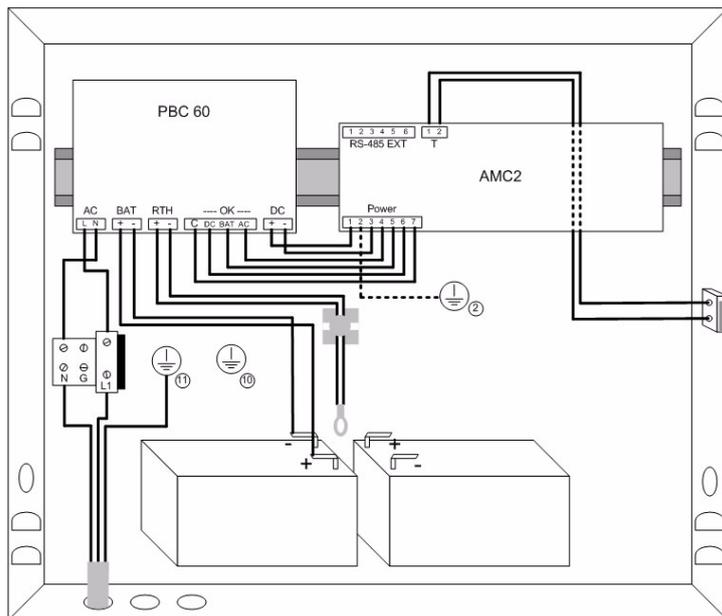 PBC 60
AC BAT RTH ---- OK ---- DC
L N + - + - C DC BAT AC + -
1 2 3 4 5 6 1 2
RS-485 EXT T
AMC2
Power
1 2 3 4 5 6 7
2
N G L1
11
10
- +
+ -